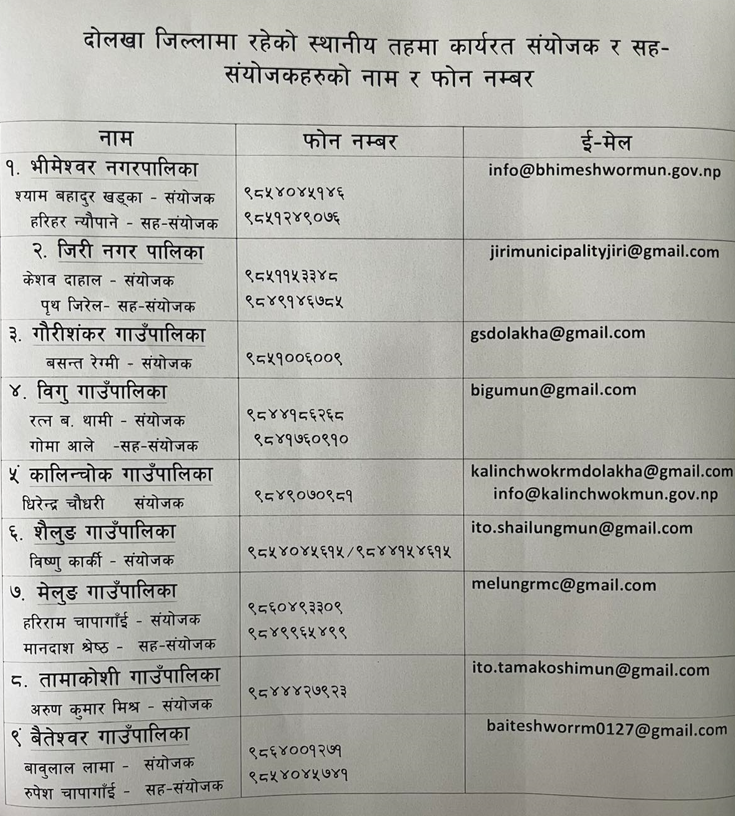 दोलखा जिल्लामा रहेको स्थानीय तहमा कार्यरत संयोजक र सह-
संयोजकहरुको नाम र फोन नम्बर
नाम फोन नम्बर ई-मेल
१. भीमेश्वर नगरपालिका info@bhimeshwormun.gov.np
श्याम बहादुर खड्का - संयोजक ९८५४०४५१४६
हरिहर न्यौपाने - सह-संयोजक ९८५१२४९०७६
२. जिरी नगर पालिका jirimunicipalityjiri@gmail.com
केशव दाहाल - संयोजक ९८५११५३३४८
पृथ जिरेल- सह-संयोजक ९८४९१४६७८५
३. गौरीशंकर गाउँपालिका gsdolakha@gmail.com
बसन्त रेग्मी - संयोजक ९८५१००६००९
४. विगु गाउँपालिका bigumun@gmail.com
रत्न ब. थामी - संयोजक ९८४४१८६२६८
गोमा आले -सह-संयोजक ९८४१७६०९१०
५ं कालिन्चोक गाउँपालिका kalinchwokrmdolakha@gmail.com
धिरेन्द्र चौधरी संयोजक ९८४९०७०९८१ info@kalinchwokmun.gov.np
६. शैलुङ गाउँपालिका ito.shailungmun@gmail.com
विष्णु कार्की - संयोजक ९८५४०४५६१५/९८४४१५४६१५
७. मेलुङ गाउँपालिका melungrmc@gmail.com
हरिराम चापागाँई - संयोजक ९८६०४९३३०९
मानदाश श्रेष्ठ - सह-संयोजक ९८४९९६५४९९
८. तामाकोशी गाउँपालिका ito.tamakoshimun@gmail.com
अरुण कुमार मिश्र - संयोजक ९८४४४२७९२३
९ं बैतेश्वर गाउँपालिका baiteshworrm0127@gmail.com
बाबुलाल लामा - संयोजक ९८६४००१२७१
रुपेश चापागाँई - सह-संयोजक ९८५४०४५७४१